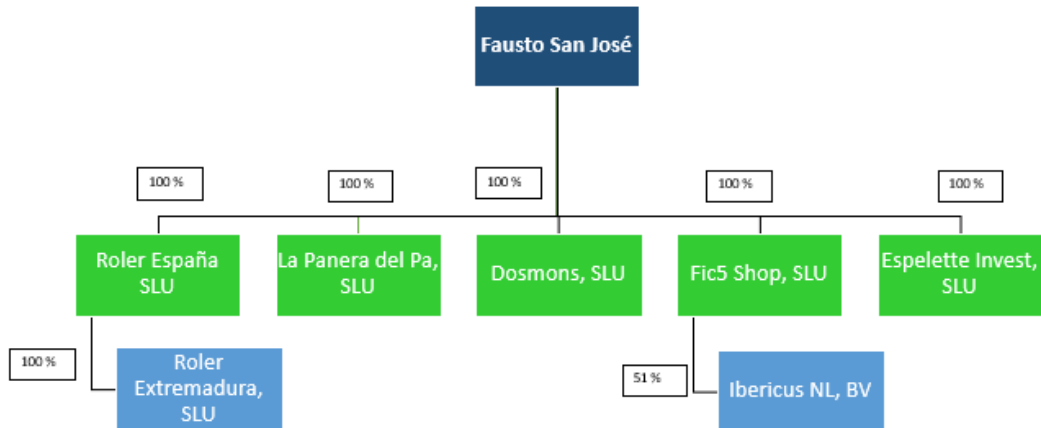 Fausto San José
100 %
100 %
100 %
100 %
100 %
Roler España
SLU
La Panera del Pa,
SLU
Dosmons, SLU
Fic5 Shop, SLU
Espelette Invest,
SLU
100 %
Roler
Extremadura,
SLU
51 %
Ibericus NL, BV